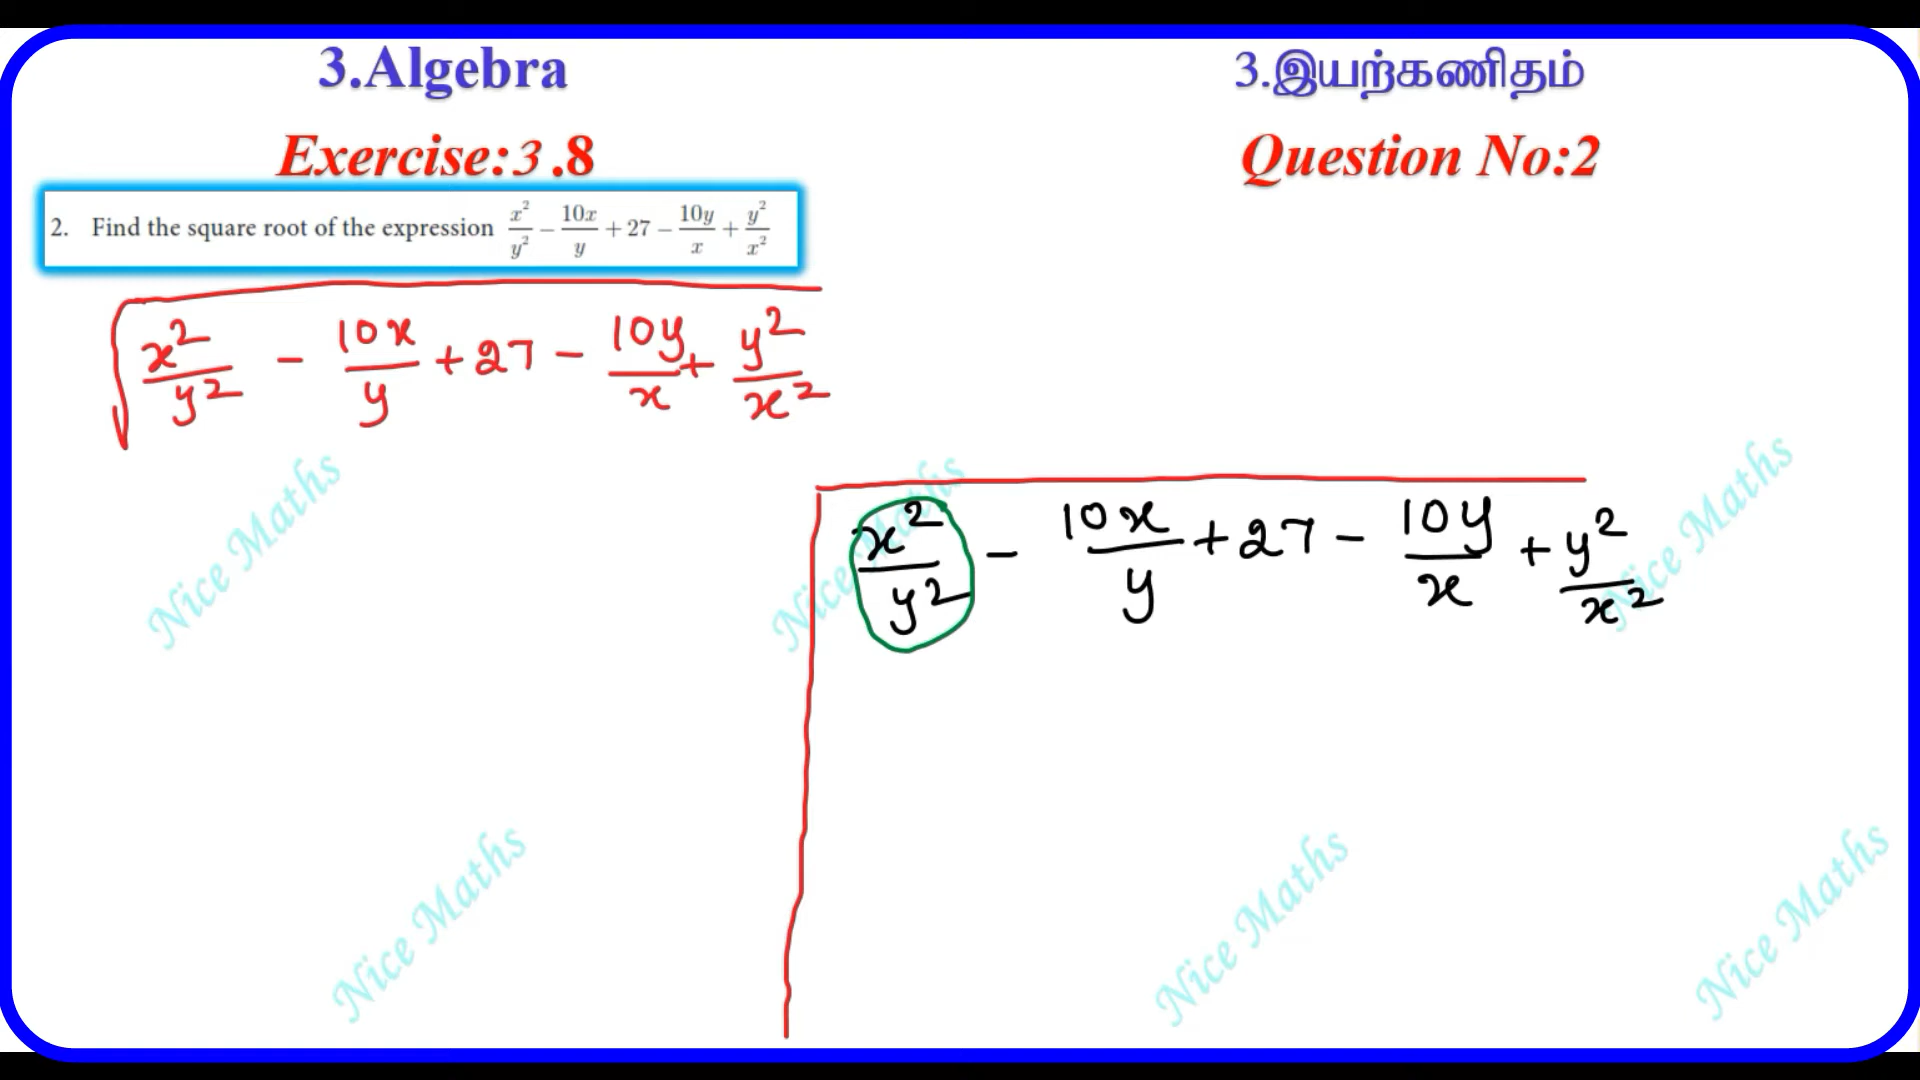 3.Algebra
3.இயற்கணிதம்
Exercise:3.8
Question No:2
2. Find the square root of the expression x²/y² − 10x/y + 27 − 10y/x + y²/x²
√(x²/y² − 10x/y + 27 − 10y/x + y²/x²)
x²/y² − 10x/y + 27 − 10y/x + y²/x²
Nice Maths
Nice Maths
Nice Maths
Nice Maths
Nice Maths
Nice Maths